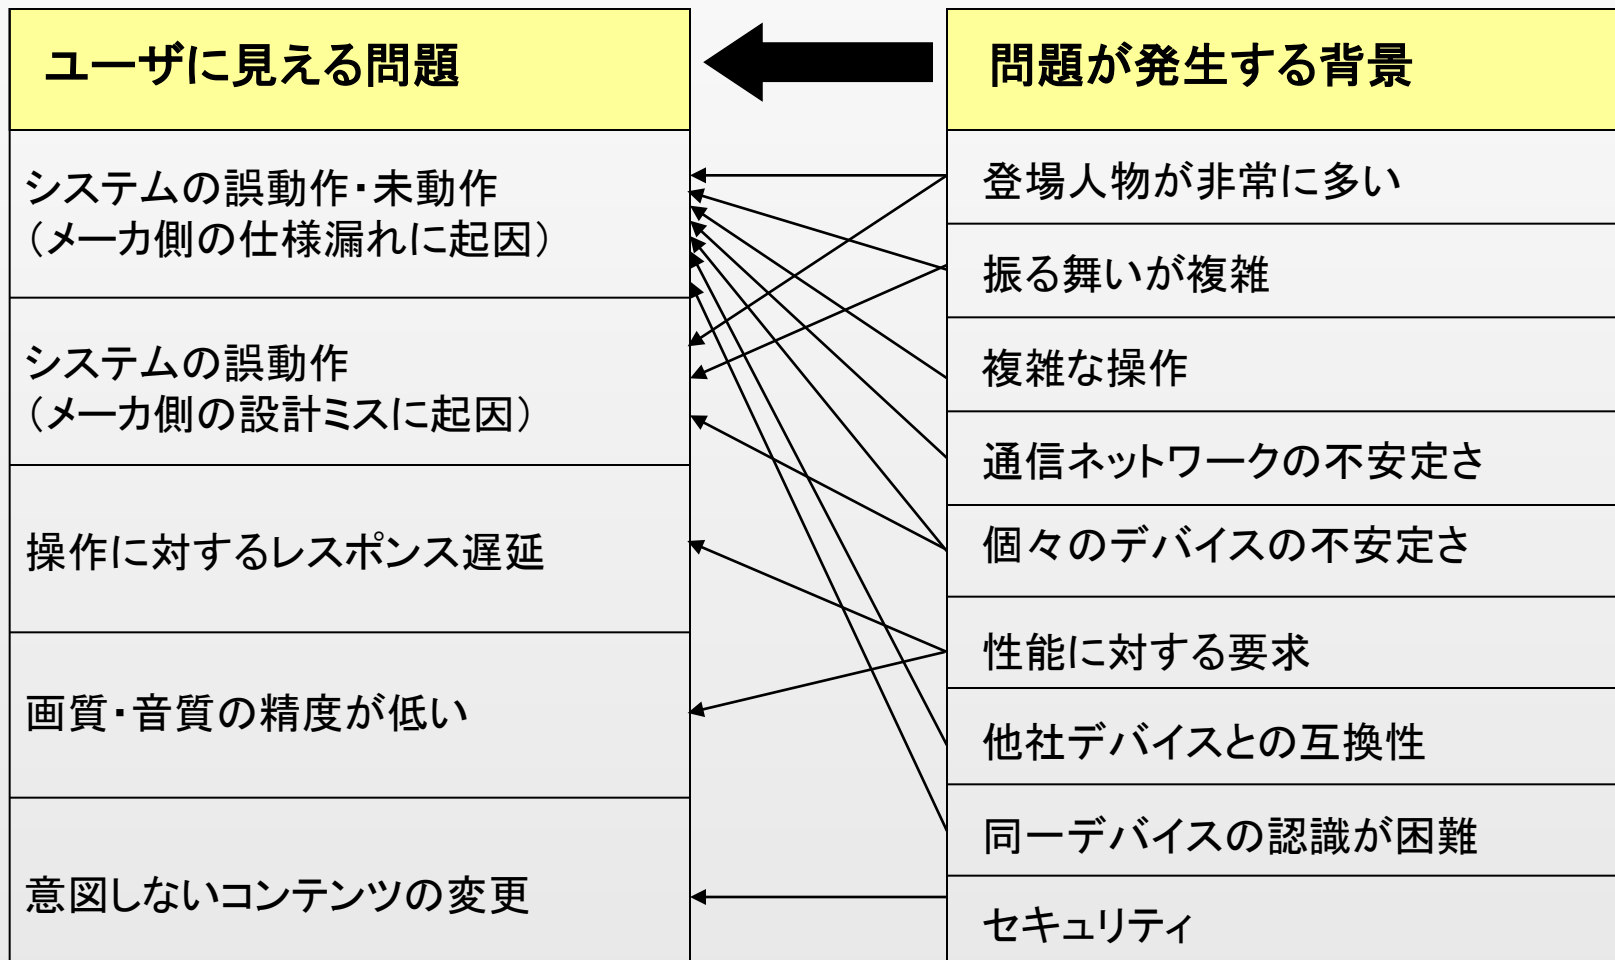 ユーザに見える問題
システムの誤動作・未動作
（メーカ側の仕様漏れに起因）
システムの誤動作
（メーカ側の設計ミスに起因）
操作に対するレスポンス遅延
画質・音質の精度が低い
意図しないコンテンツの変更
問題が発生する背景
登場人物が非常に多い
振る舞いが複雑
複雑な操作
通信ネットワークの不安定さ
個々のデバイスの不安定さ
性能に対する要求
他社デバイスとの互換性
同一デバイスの認識が困難
セキュリティ